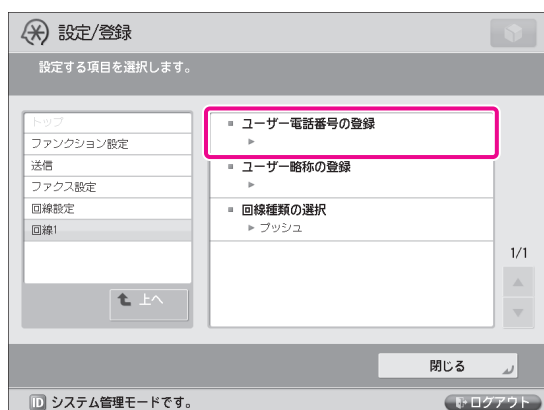 設定/登録
設定する項目を選択します。
トップ
ファンクション設定
送信
ファクス設定
回線設定
回線1
上へ
ユーザー電話番号の登録
ユーザー略称の登録
回線種類の選択
プッシュ
1/1
閉じる
ID システム管理モードです。
ログアウト